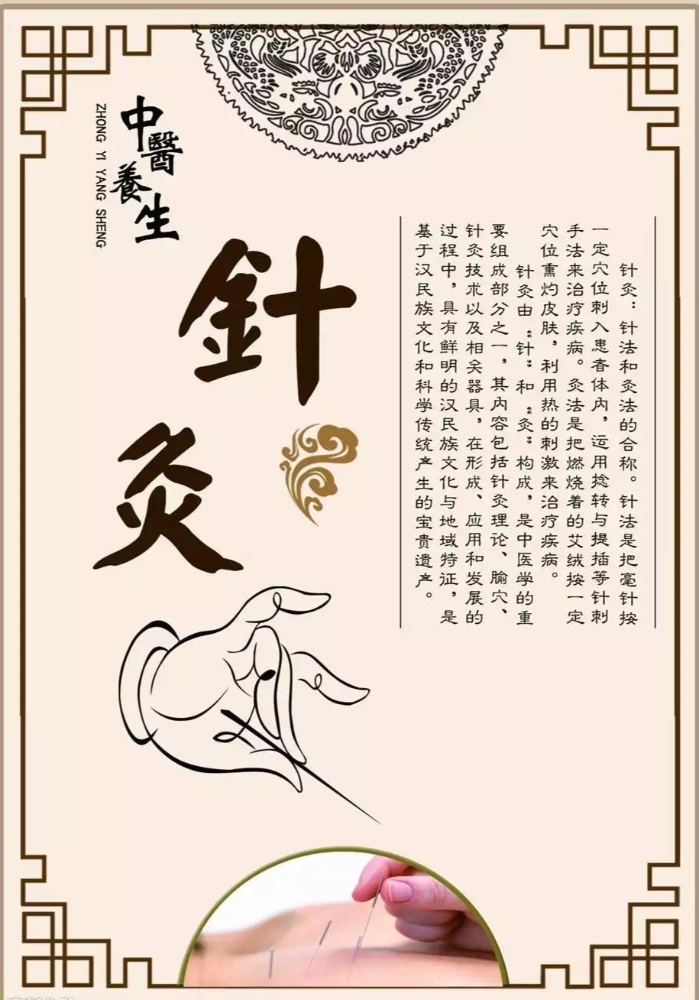 中醫養生
ZHONG YI YANG SHENG
針灸
针灸：针法和灸法的合称。针法是把毫针按
一定穴位刺入患者体内，运用捻转与提插等针刺
手法来治疗疾病。灸法是把燃烧着的艾绒按一定
穴位熏灼皮肤，利用热的刺激来治疗疾病。
针灸由“针”和“灸”构成，是中医学的重
要组成部分之一，其内容包括针灸理论、腧穴、
针灸技术以及相关器具，在形成、应用和发展的
过程中，具有鲜明的汉民族文化与地域特征，是
基于汉民族文化和科学传统产生的宝贵遗产。